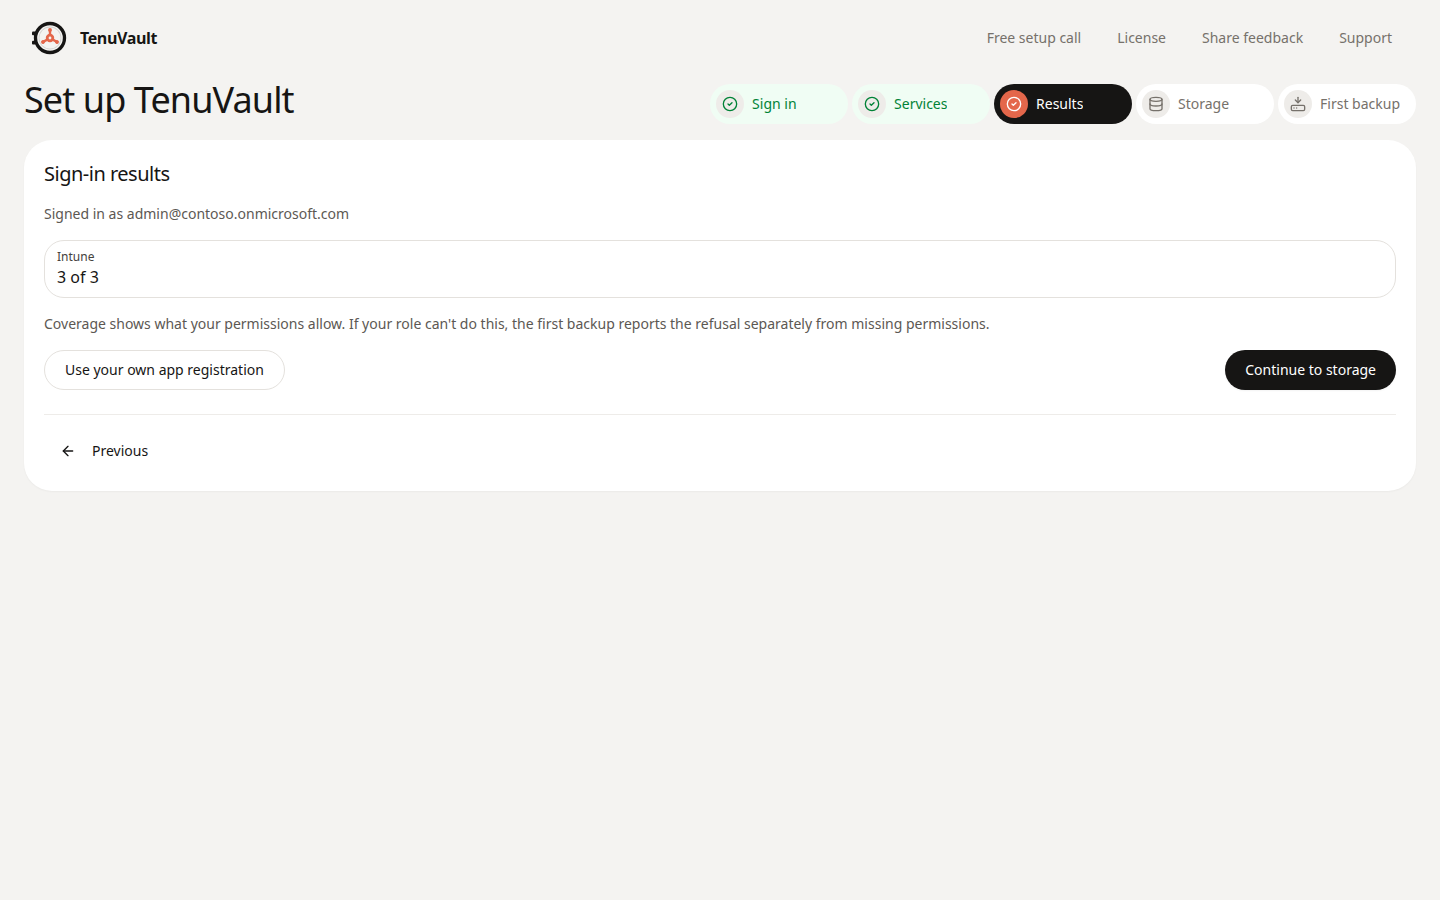 TenuVault
Free setup call
License
Share feedback
Support
Set up TenuVault
Sign in
Services
Results
Storage
First backup
Sign-in results
Signed in as admin@contoso.onmicrosoft.com
Intune
3 of 3
Coverage shows what your permissions allow. If your role can't do this, the first backup reports the refusal separately from missing permissions.
Use your own app registration
Continue to storage
Previous